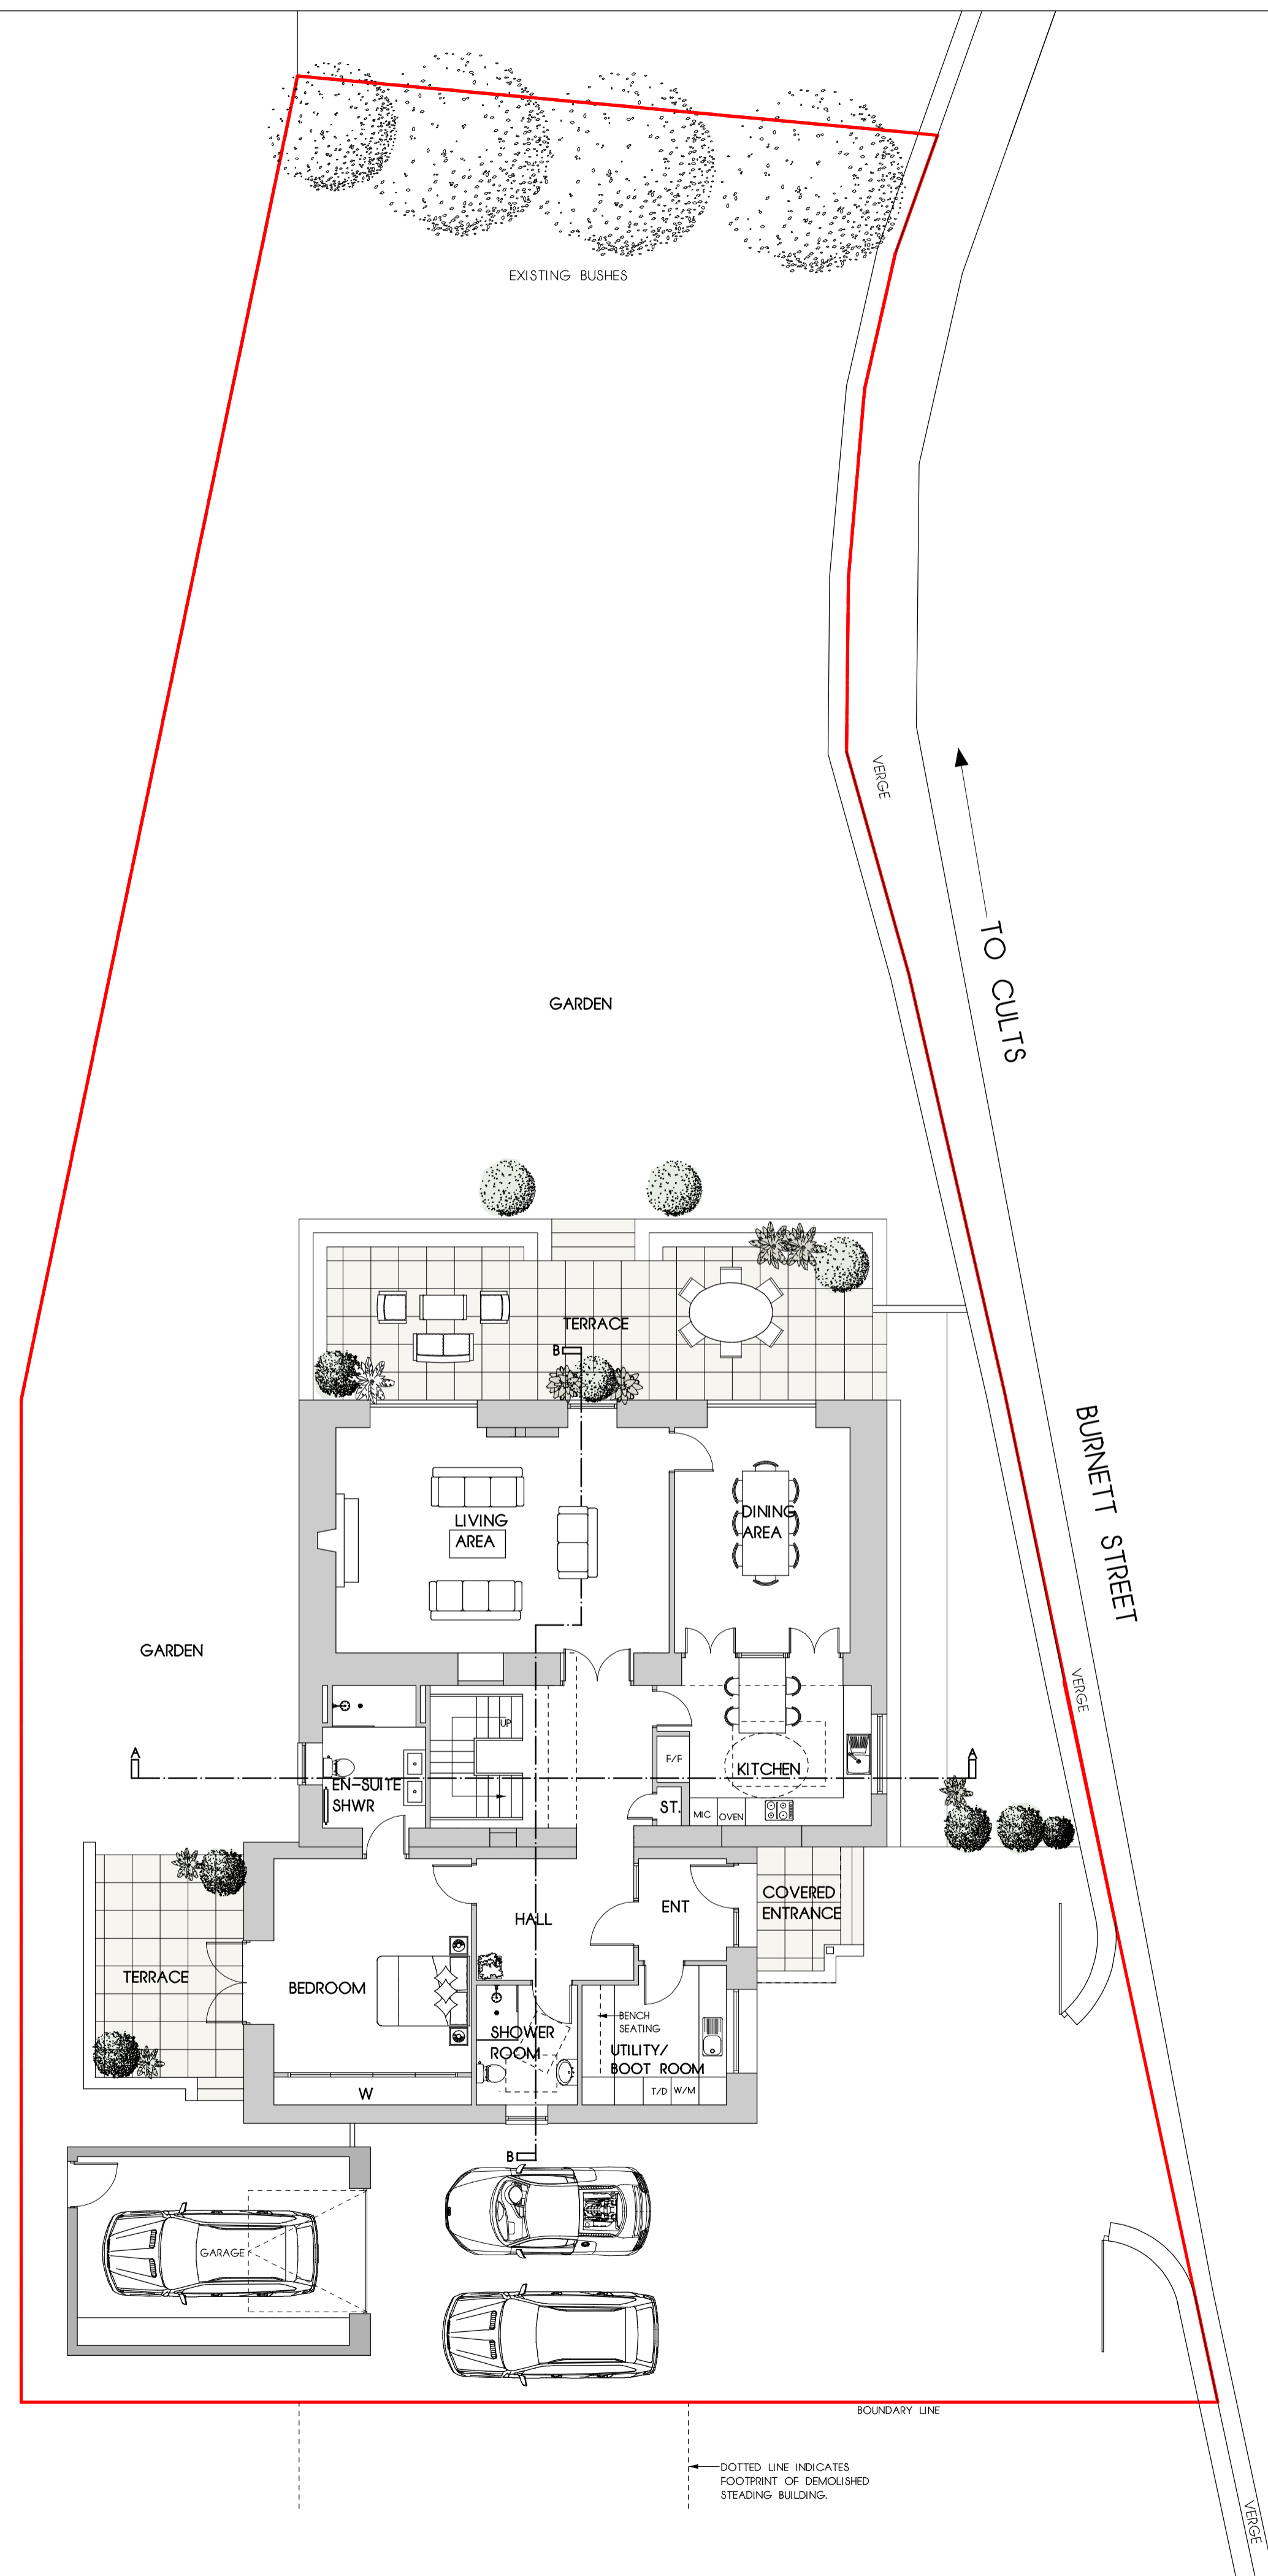 EXISTING BUSHES
VERGE
TO CULTS
GARDEN
TERRACE
B
BURNETT STREET
LIVING
AREA
DINING
AREA
GARDEN
VERGE
UP
F/F
KITCHEN
A
A
EN-SUITE
SHWR
ST.
MIC
OVEN
COVERED
ENTRANCE
ENT
HALL
TERRACE
BEDROOM
BENCH
SEATING
SHOWER
ROOM
UTILITY/
BOOT ROOM
W
T/D
W/M
B
GARAGE
BOUNDARY LINE
DOTTED LINE INDICATES
FOOTPRINT OF DEMOLISHED
STEADING BUILDING.
VERGE